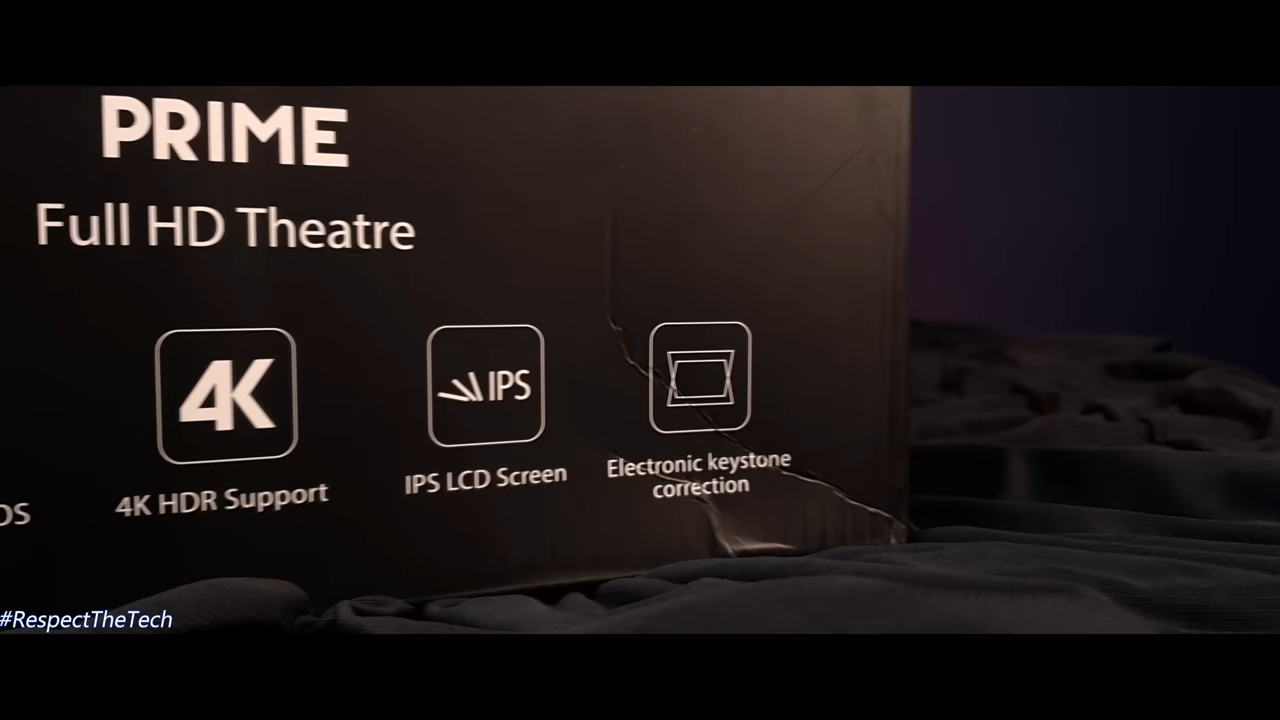 PRIME
Full HD Theatre
4K
IPS
4K HDR Support
IPS LCD Screen
Electronic keystone
correction
#RespectTheTech